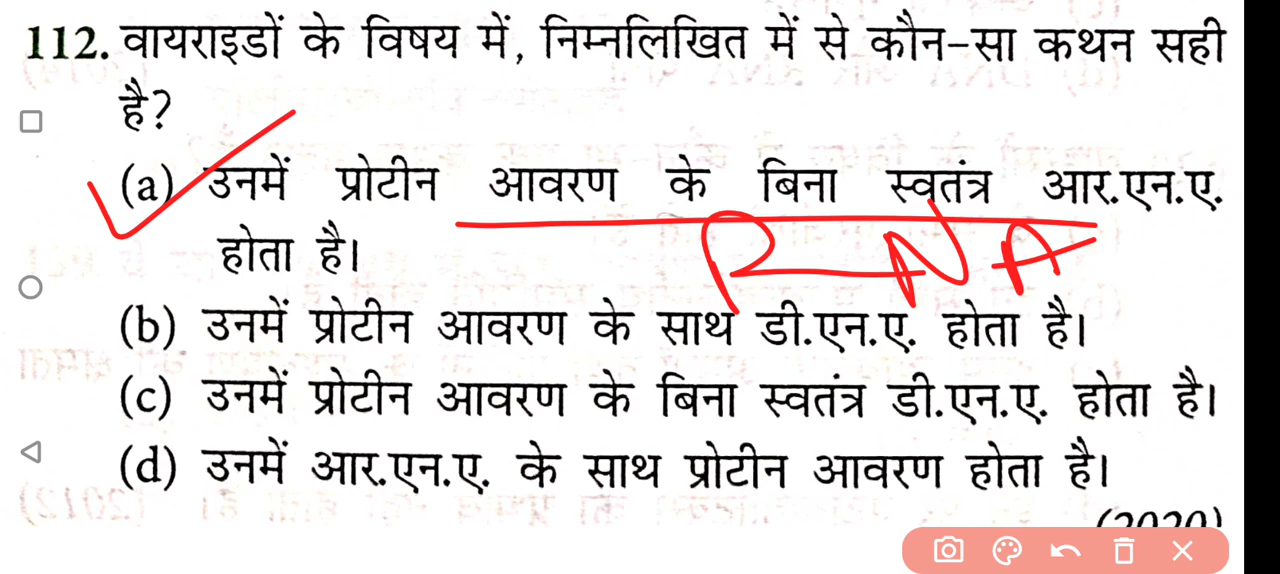 112. वायराइडों के विषय में, निम्नलिखित में से कौन-सा कथन सही
है?
(a) उनमें प्रोटीन आवरण के बिना स्वतंत्र आर.एन.ए.
होता है।
RNA
(b) उनमें प्रोटीन आवरण के साथ डी.एन.ए. होता है।
(c) उनमें प्रोटीन आवरण के बिना स्वतंत्र डी.एन.ए. होता है।
(d) उनमें आर.एन.ए. के साथ प्रोटीन आवरण होता है।
(2020)